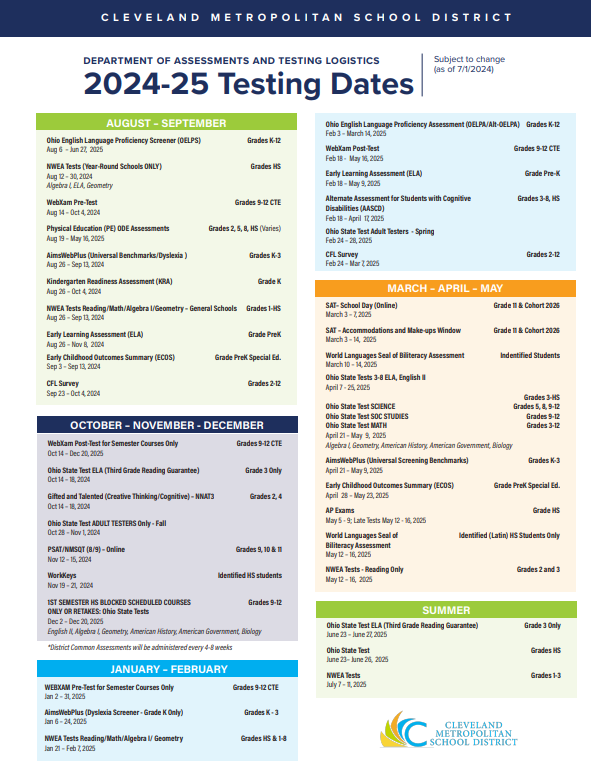 CLEVELAND METROPOLITAN SCHOOL DISTRICT
DEPARTMENT OF ASSESSMENTS AND TESTING LOGISTICS
2024-25 Testing Dates
Subject to change
(as of 7/1/2024)
AUGUST – SEPTEMBER
Ohio English Language Proficiency Screener (OELPS) Grades K-12
Aug 6 – Jun 27, 2025
NWEA Tests (Year-Round Schools ONLY) Grades HS
Aug 12 – 30, 2024
Algebra I, ELA, Geometry
WebXam Pre-Test Grades 9-12 CTE
Aug 14 – Oct 4, 2024
Physical Education (PE) ODE Assessments Grades 2, 5, 8, HS (Varies)
Aug 19 – May 16, 2025
AimsWebPlus (Universal Benchmarks/Dyslexia ) Grades K-3
Aug 26 – Sep 13, 2024
Kindergarten Readiness Assessment (KRA) Grade K
Aug 26 – Oct 4, 2024
NWEA Tests Reading/Math/Algebra I/Geometry – General Schools Grades 1-HS
Aug 26 – Sep 13, 2024
Early Learning Assessment (ELA) Grade PreK
Aug 26 – Nov 8, 2024
Early Childhood Outcomes Summary (ECOS) Grade PreK Special Ed.
Sep 3 – Sep 13, 2024
CFL Survey Grades 2-12
Sep 23 – Oct 4, 2024
OCTOBER – NOVEMBER - DECEMBER
WebXam Post-Test for Semester Courses Only Grades 9-12 CTE
Oct 14 – Dec 20, 2025
Ohio State Test ELA (Third Grade Reading Guarantee) Grade 3 Only
Oct 14 – 18, 2024
Gifted and Talented (Creative Thinking/Cognitive) – NNAT3 Grades 2, 4
Oct 14 – 18, 2024
Ohio State Test ADULT TESTERS Only - Fall
Oct 28 – Nov 1, 2024
PSAT/NMSQT (8/9) – Online Grades 9, 10 & 11
Nov 12 – 15, 2024
WorkKeys Identified HS students
Nov 19 – 21, 2024
1ST SEMESTER HS BLOCKED SCHEDULED COURSES Grades 9-12
ONLY OR RETAKES: Ohio State Tests
Dec 2 – Dec 20, 2025
English II, Algebra I, Geometry, American History, American Government, Biology
*District Common Assessments will be administered every 4-8 weeks
JANUARY – FEBRUARY
WEBXAM Pre-Test for Semester Courses Only Grades 9-12 CTE
Jan 2 – 31, 2025
AimsWebPlus (Dyslexia Screener - Grade K Only) Grades K - 3
Jan 6 – 24, 2025
NWEA Tests Reading/Math/Algebra I/ Geometry Grades HS & 1-8
Jan 21 – Feb 7, 2025
Ohio English Language Proficiency Assessment (OELPA/Alt-OELPA) Grades K-12
Feb 3 – March 14, 2025
WebXam Post-Test Grades 9-12 CTE
Feb 18 - May 16, 2025
Early Learning Assessment (ELA) Grade Pre-K
Feb 18 – May 9, 2025
Alternate Assessment for Students with Cognitive Grades 3-8, HS
Disabilities (AASCD)
Feb 18 – April 17, 2025
Ohio State Test Adult Testers - Spring
Feb 24 – 28, 2025
CFL Survey Grades 2-12
Feb 24 – Mar 7, 2025
MARCH – APRIL – MAY
SAT– School Day (Online) Grade 11 & Cohort 2026
March 3 – 7, 2025
SAT - Accommodations and Make-ups Window Grade 11 & Cohort 2026
March 3 – 14, 2025
World Languages Seal of Biliteracy Assessment Indentified Students
March 10 - 14, 2025
Ohio State Tests 3-8 ELA, English II
April 7 - 25, 2025
Grades 3-HS
Ohio State Test SCIENCE Grades 5, 8, 9-12
Ohio State Test SOC STUDIES Grades 9-12
Ohio State Test MATH Grades 3-12
April 21 – May 9, 2025
Algebra I, Geometry, American History, American Government, Biology
AimsWebPlus (Universal Screening Benchmarks) Grades K-3
April 21 – May 9, 2025
Early Childhood Outcomes Summary (ECOS) Grade PreK Special Ed.
April 28 – May 23, 2025
AP Exams Grade HS
May 5 - 9; Late Tests May 12 - 16, 2025
World Languages Seal of Identified (Latin) HS Students Only
Biliteracy Assessment
May 12 – 16, 2025
NWEA Tests - Reading Only Grades 2 and 3
May 12 – 16, 2025
SUMMER
Ohio State Test ELA (Third Grade Reading Guarantee) Grade 3 Only
June 23 – June 27, 2025
Ohio State Test Grades HS
June 23– June 26, 2025
NWEA Tests Grades 1-3
July 7 – 11, 2025
CLEVELAND
METROPOLITAN
SCHOOL DISTRICT